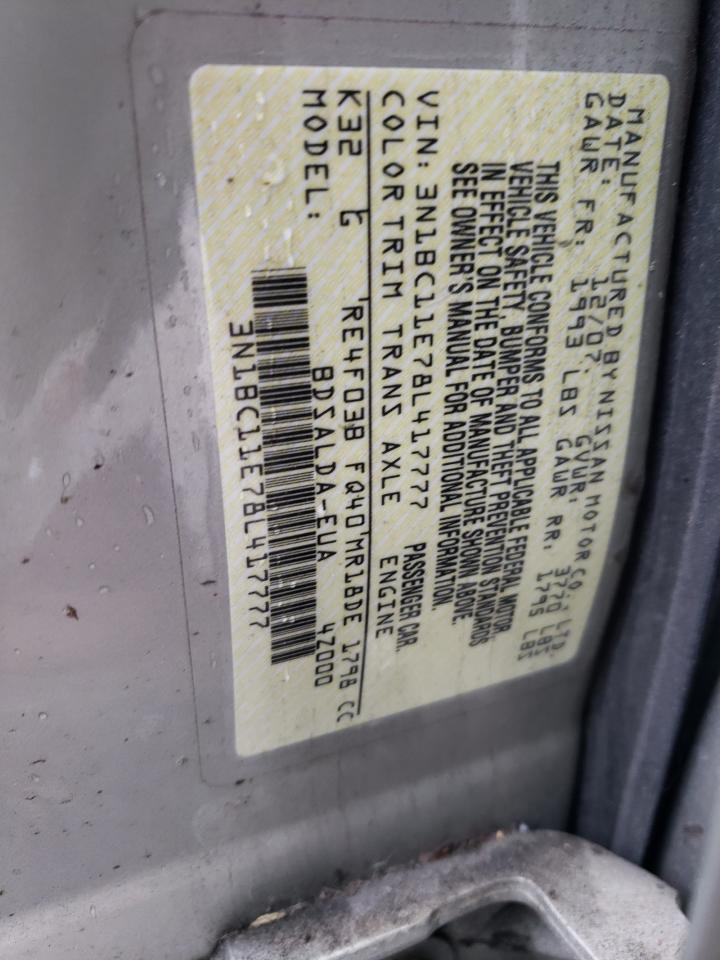 MANUFACTURED BY NISSAN MOTOR CO., LTD.
DATE: 12/07 GVWR: 3770 LBS
GAWR FR: 1993 LBS GAWR RR: 1795 LBS
THIS VEHICLE CONFORMS TO ALL APPLICABLE FEDERAL MOTOR
VEHICLE SAFETY, BUMPER AND THEFT PREVENTION STANDARDS
IN EFFECT ON THE DATE OF MANUFACTURE SHOWN ABOVE.
SEE OWNER'S MANUAL FOR ADDITIONAL INFORMATION.
VIN: 3N1BC11E78L417777 PASSENGER CAR.
COLOR TRIM TRANS AXLE ENGINE
K32 G RE4F03B FQ40 MR18DE 1798 CC
MODEL: BDSALDA-EUA 4Z000
3N1BC11E78L417777